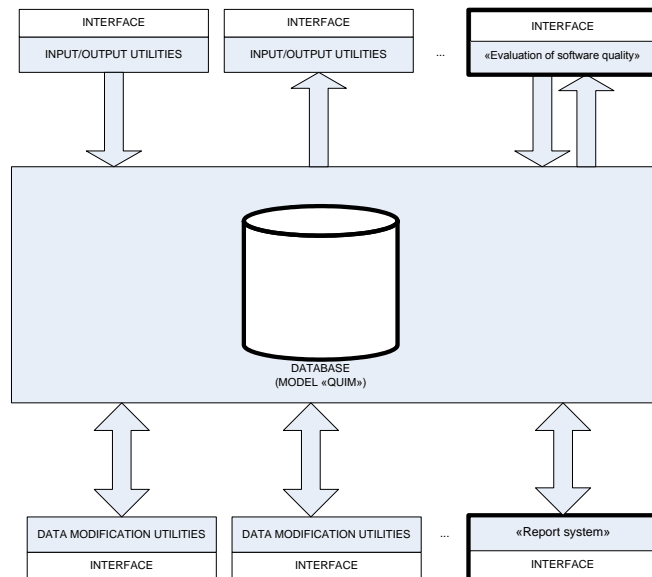 INTERFACE
INPUT/OUTPUT UTILITIES
INTERFACE
INPUT/OUTPUT UTILITIES
...
INTERFACE
«Evaluation of software quality»
DATABASE
(MODEL «QUIM»)
DATA MODIFICATION UTILITIES
INTERFACE
DATA MODIFICATION UTILITIES
INTERFACE
...
«Report system»
INTERFACE